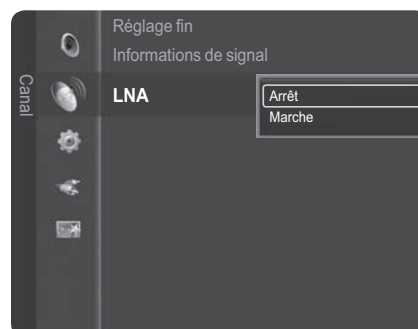 Canal
Réglage fin
Informations de signal
LNA
Arrêt
Marche